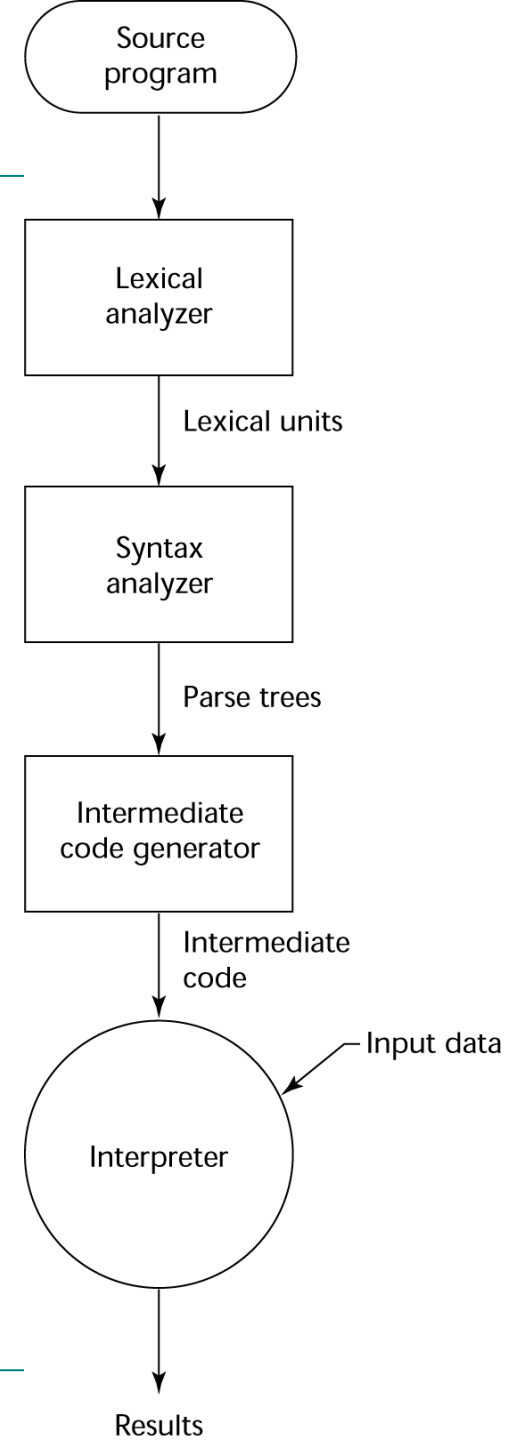 Source
program
Lexical
analyzer
Lexical units
Syntax
analyzer
Parse trees
Intermediate
code generator
Intermediate
code
Input data
Interpreter
Results